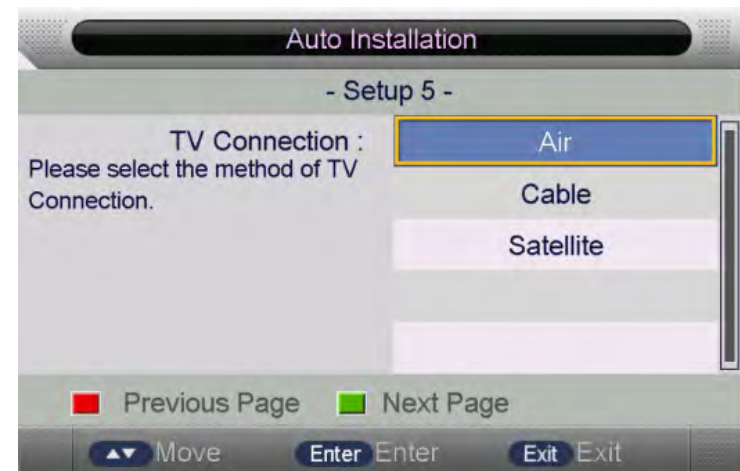 Auto Installation
- Setup 5 -
TV Connection :
Please select the method of TV
Connection.
Air
Cable
Satellite
Previous Page Next Page
Move Enter Enter Exit Exit